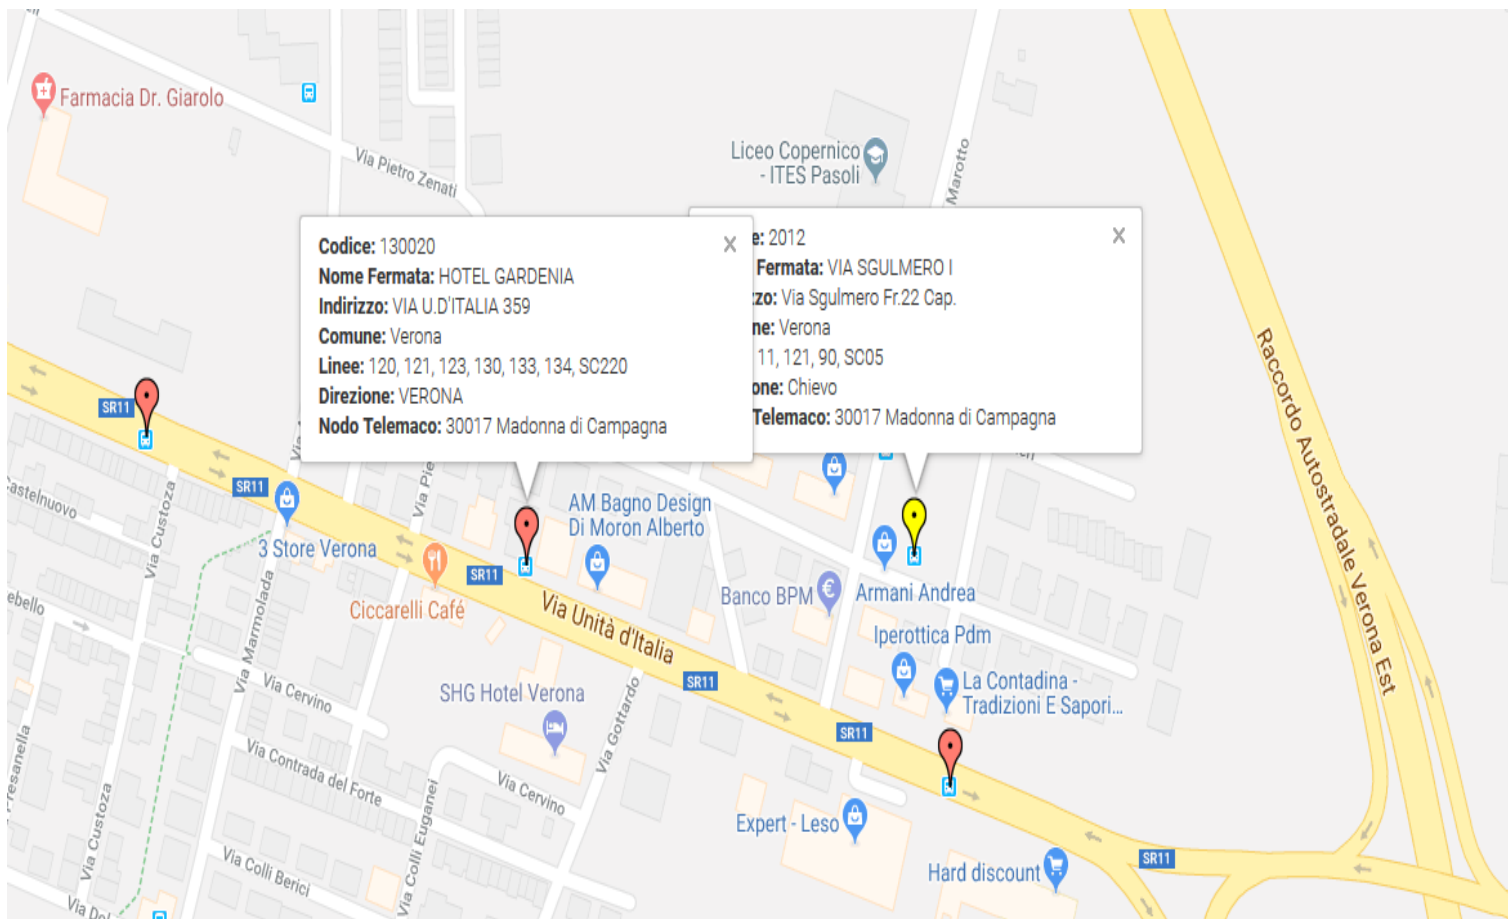 Farmacia Dr. Giarolo
Via Pietro Zenati
Liceo Copernico
- ITES Pasoli
Marotto
Codice: 130020
Nome Fermata: HOTEL GARDENIA
Indirizzo: VIA U.D'ITALIA 359
Comune: Verona
Linee: 120, 121, 123, 130, 133, 134, SC220
Direzione: VERONA
Nodo Telemaco: 30017 Madonna di Campagna
e: 2012
Fermata: VIA SGULMERO I
zo: Via Sgulmero Fr.22 Cap.
ne: Verona
11, 121, 90, SC05
one: Chievo
Telemaco: 30017 Madonna di Campagna
Raccordo Autostradale Verona Est
SR11
SR11
Castelnuovo
Via Custoza
3 Store Verona
AM Bagno Design
Di Moron Alberto
SR11
Ciccarelli Café
Via Unità d'Italia
Banco BPM
Armani Andrea
Iperottica Pdm
La Contadina -
Tradizioni E Sapori...
SR11
SR11
SR11
ebello
Via Marmolada
Via Cervino
SHG Hotel Verona
Via Gottardo
Via Contrada del Forte
Via Cervino
Presanella
Via Custoza
Via Colli Euganei
Via Colli Berici
Expert - Leso
Hard discount